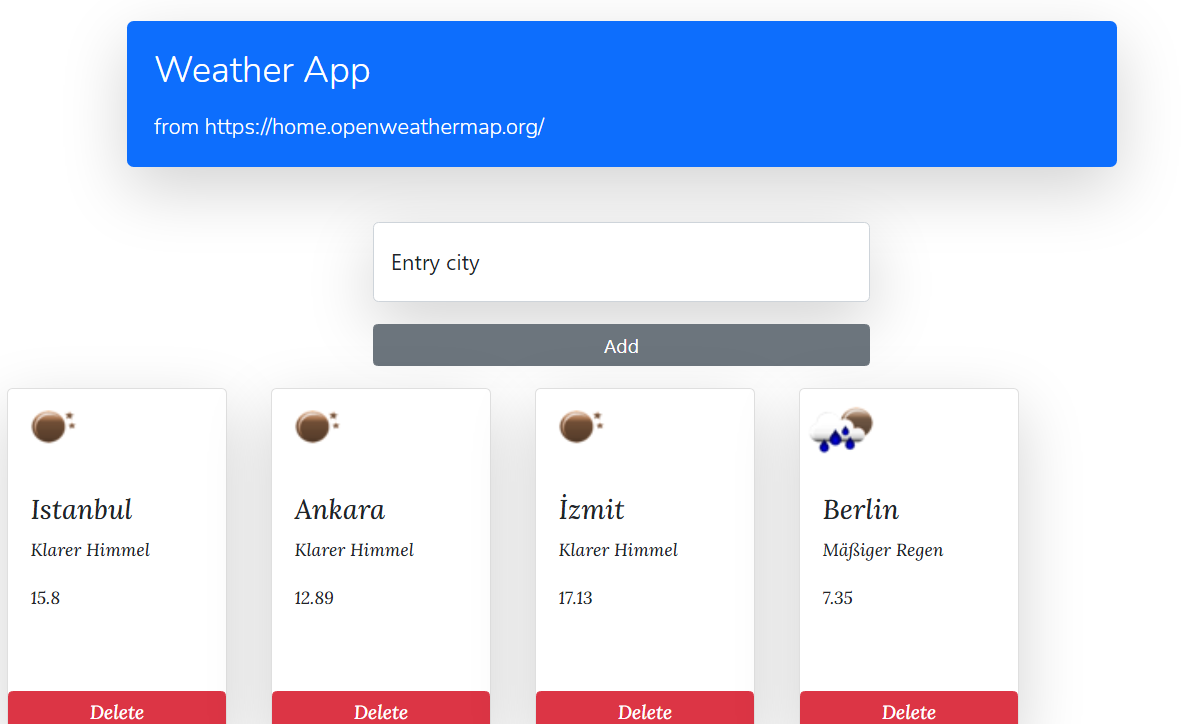 Weather App
from https://home.openweathermap.org/
Entry city
Add
Istanbul
Klarer Himmel
15.8
Delete
Ankara
Klarer Himmel
12.89
Delete
İzmit
Klarer Himmel
17.13
Delete
Berlin
Mäßiger Regen
7.35
Delete